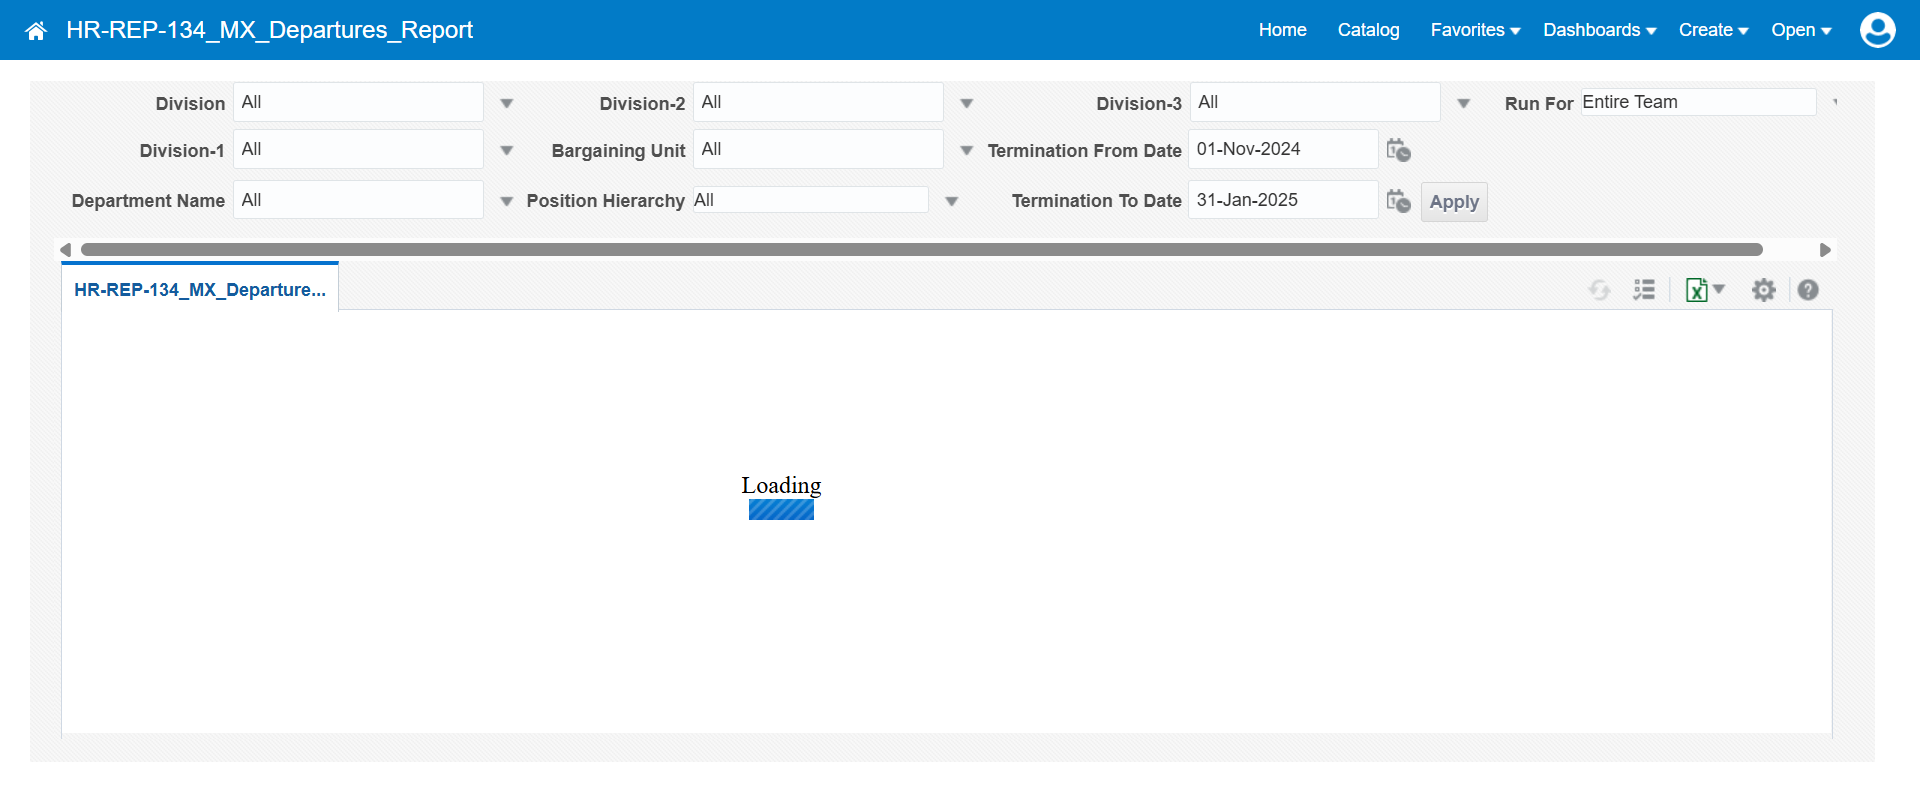 HR-REP-134_MX_Departures_Report Home Catalog Favorites Dashboards Create Open
Division All Division-2 All Division-3 All Run For Entire Team
Division-1 All Bargaining Unit All Termination From Date 01-Nov-2024
Department Name All Position Hierarchy All Termination To Date 31-Jan-2025 Apply
HR-REP-134_MX_Departure...
Loading